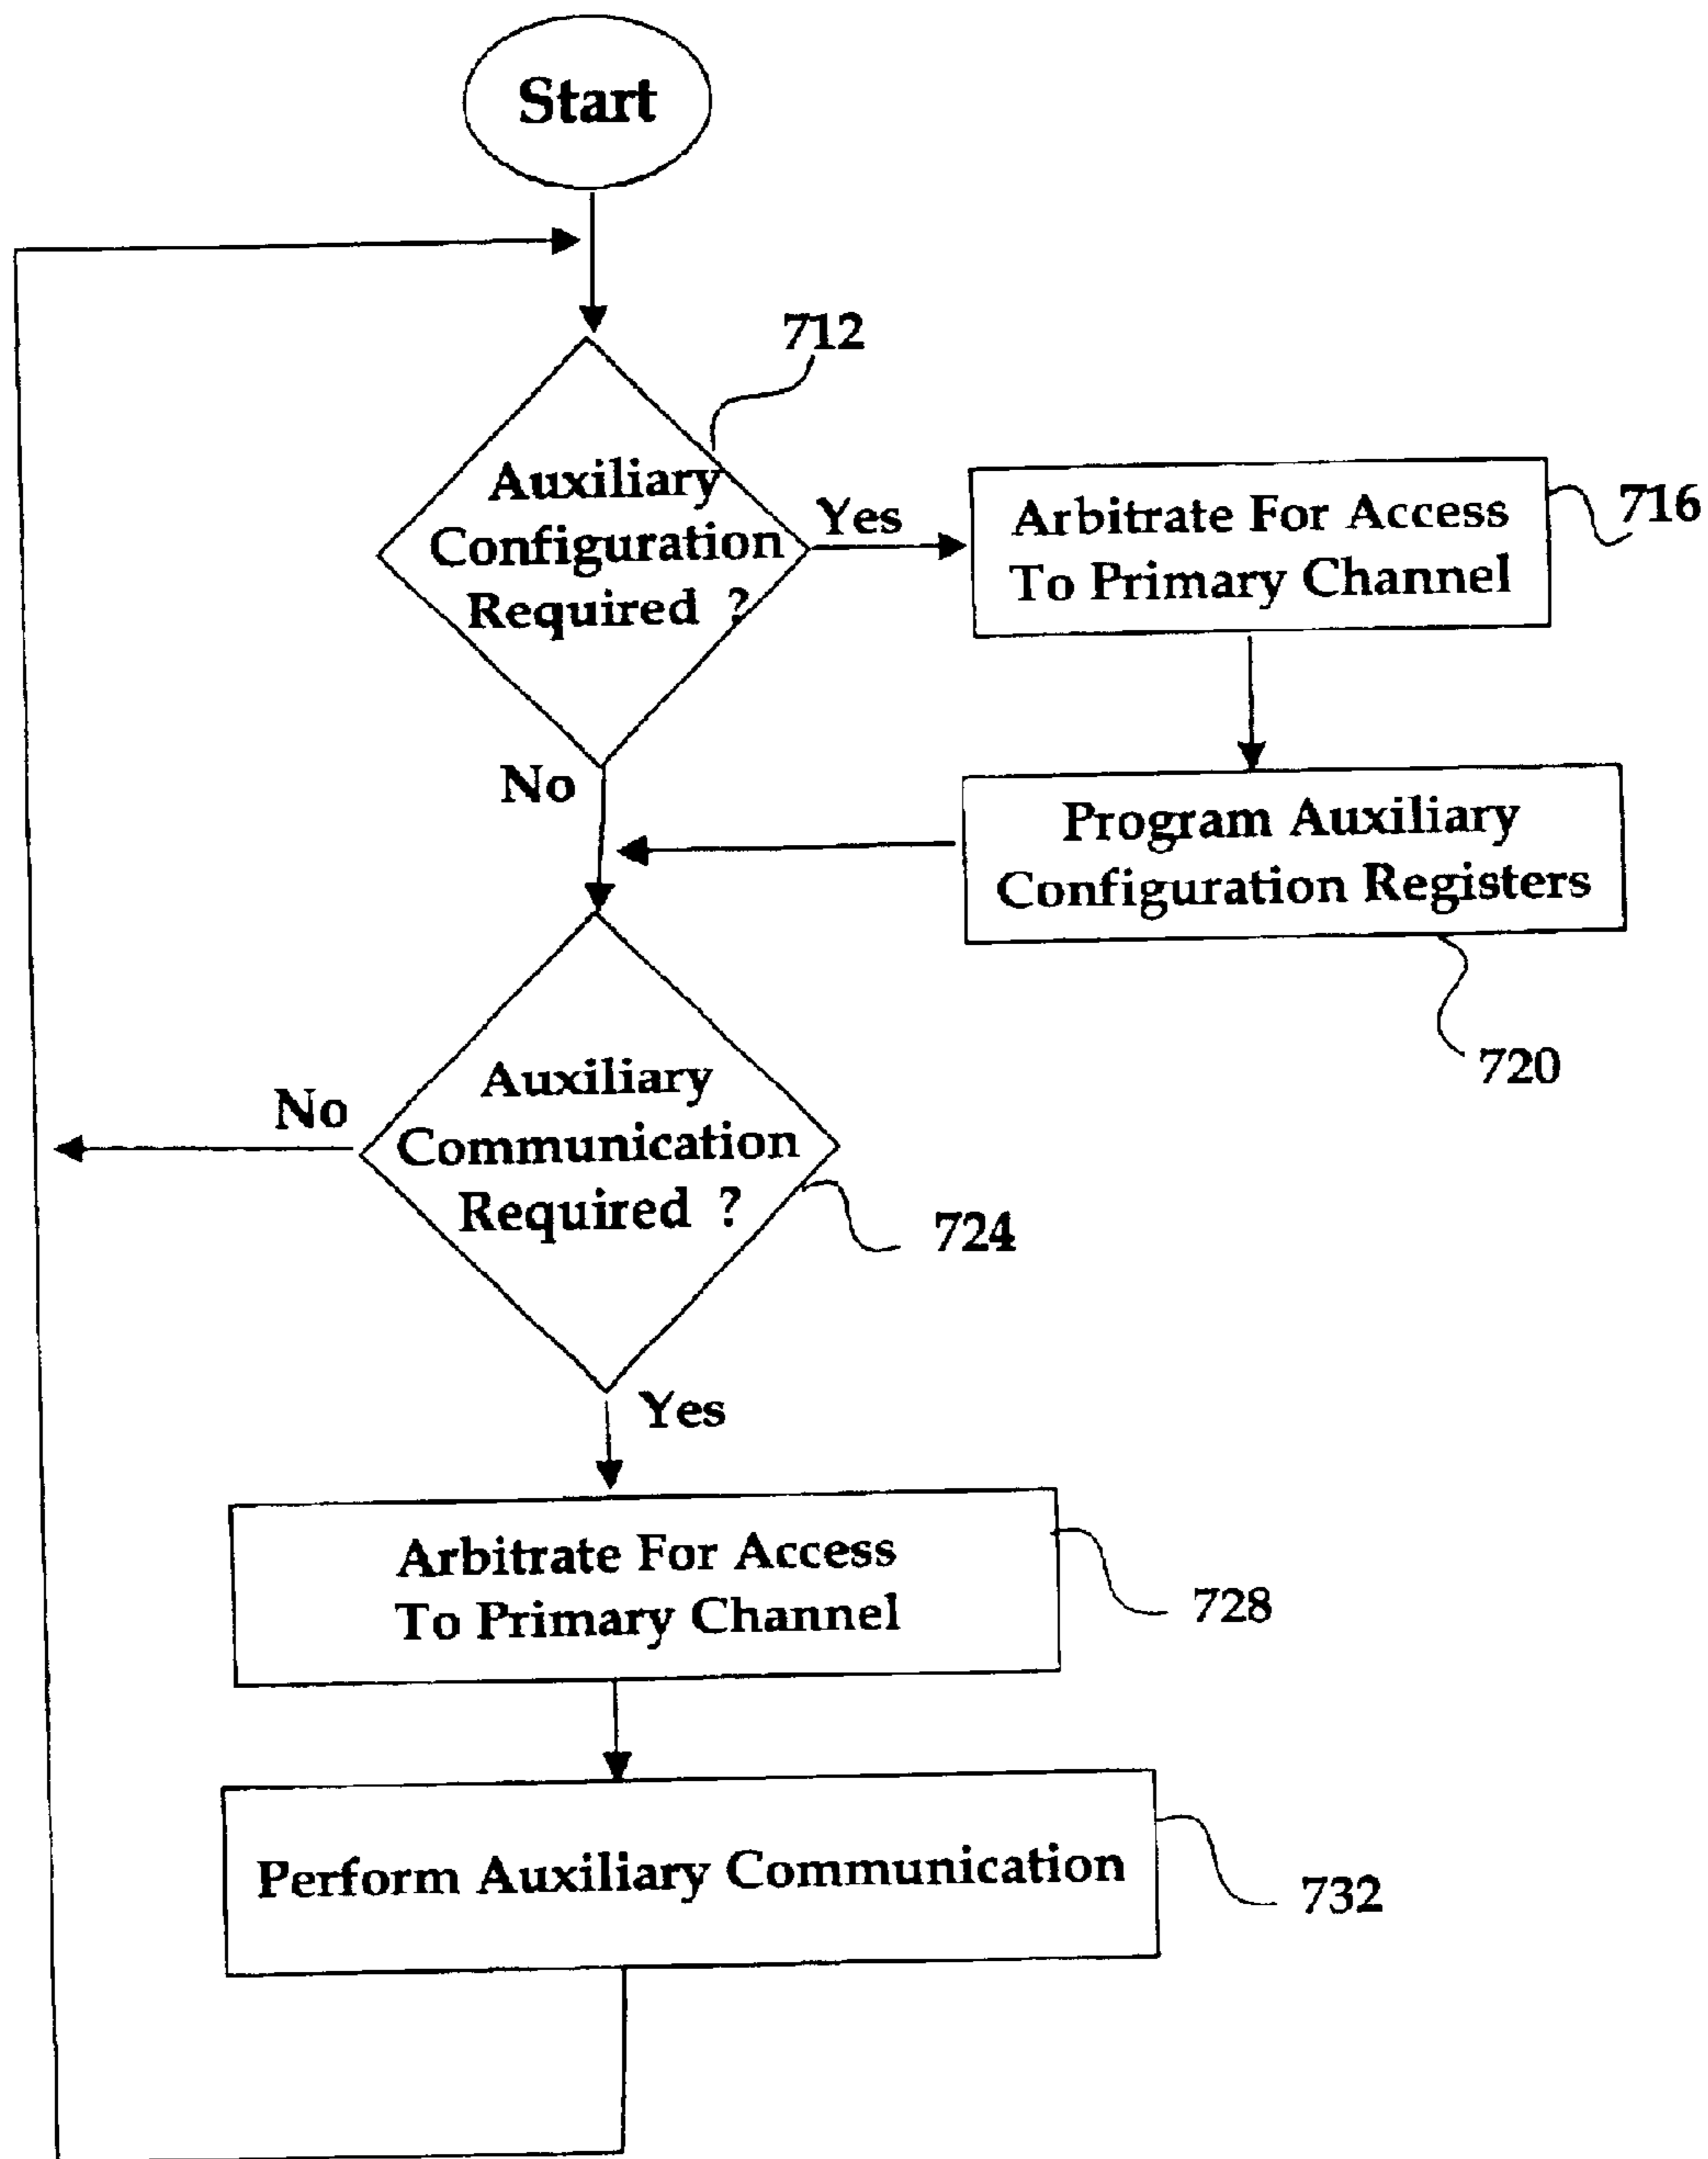 Start
712
Auxiliary
Configuration
Required ?
Yes
Arbitrate For Access
To Primary Channel
716
No
Program Auxiliary
Configuration Registers
720
Auxiliary
Communication
Required ?
No
724
Yes
Arbitrate For Access
To Primary Channel
728
Perform Auxiliary Communication
732